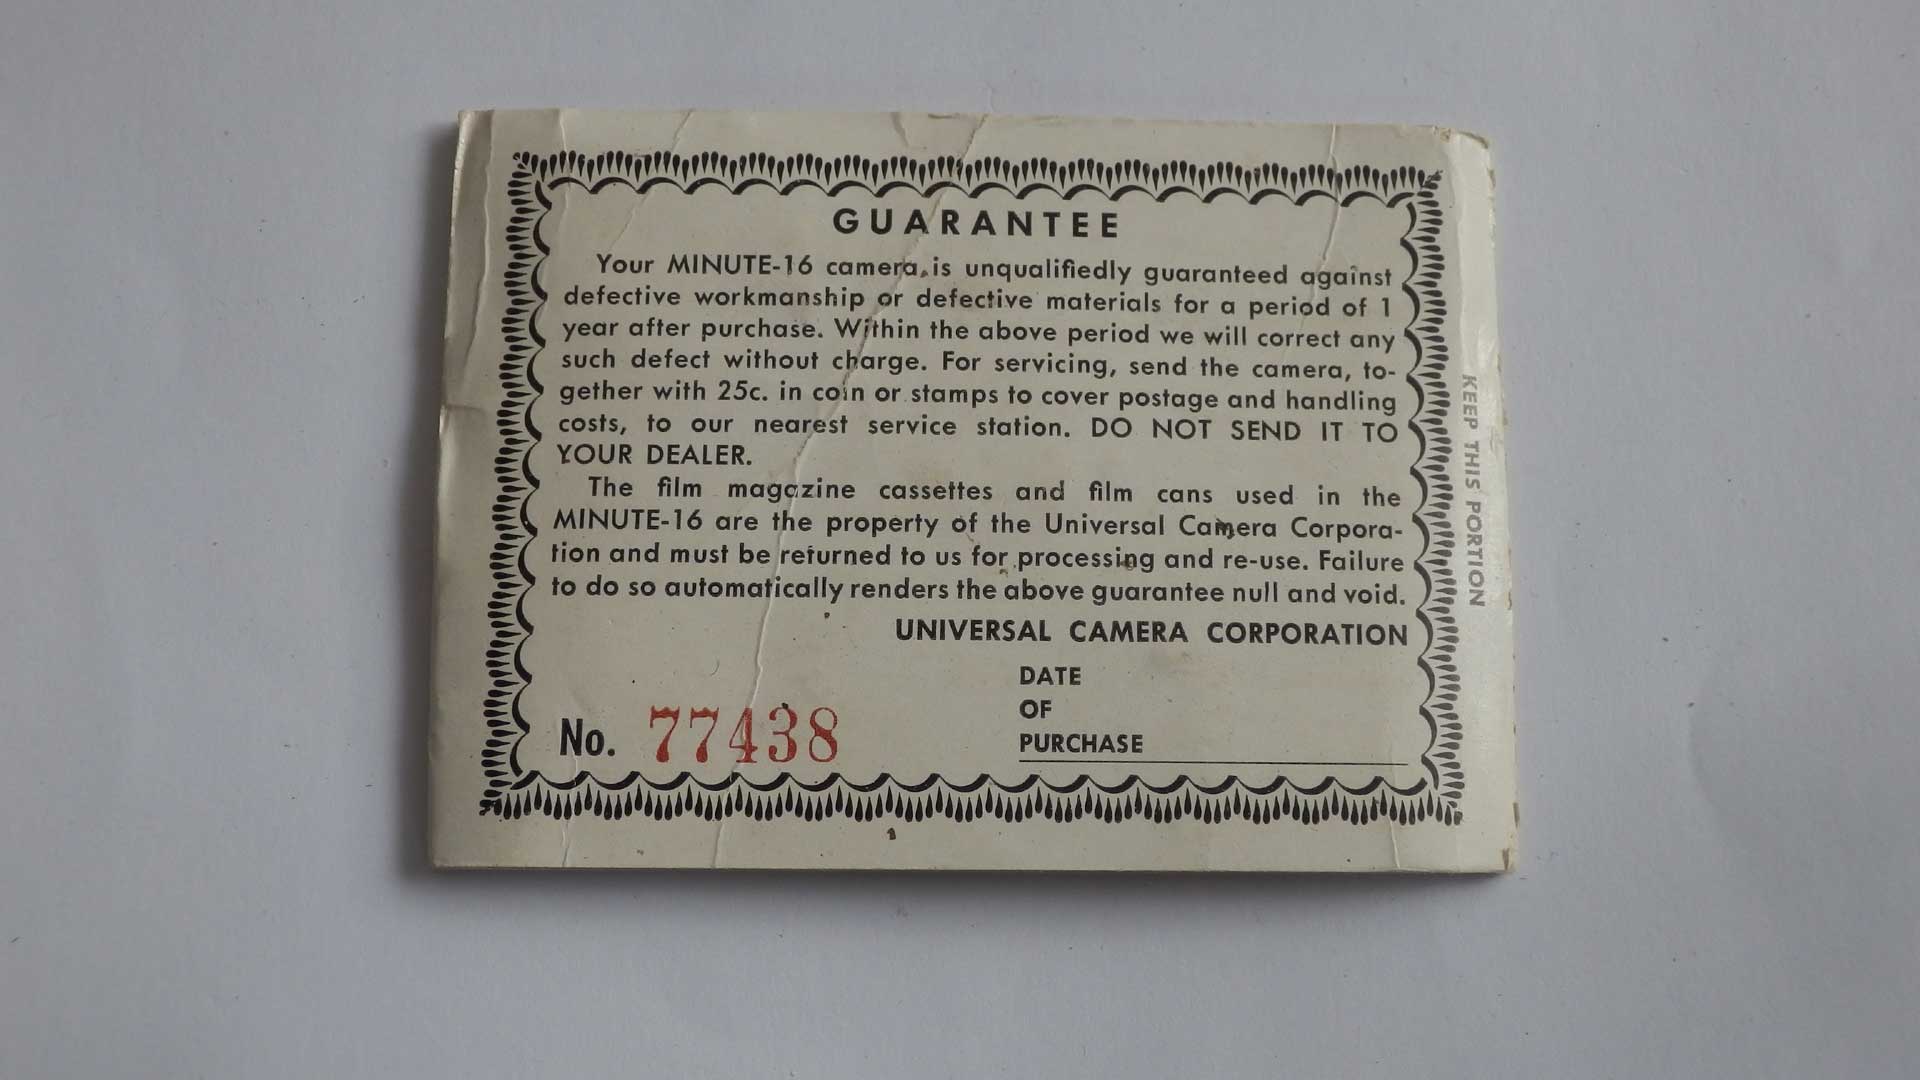 GUARANTEE
Your MINUTE-16 camera, is unqualifiedly guaranteed against
defective workmanship or defective materials for a period of 1
year after purchase. Within the above period we will correct any
such defect without charge. For servicing, send the camera, to-
gether with 25c. in coin or stamps to cover postage and handling
costs, to our nearest service station. DO NOT SEND IT TO
YOUR DEALER.
The film magazine cassettes and film cans used in the
MINUTE-16 are the property of the Universal Camera Corpora-
tion and must be returned to us for processing and re-use. Failure
to do so automatically renders the above guarantee null and void.
UNIVERSAL CAMERA CORPORATION
DATE
OF
PURCHASE
No. 77438
KEEP THIS PORTION